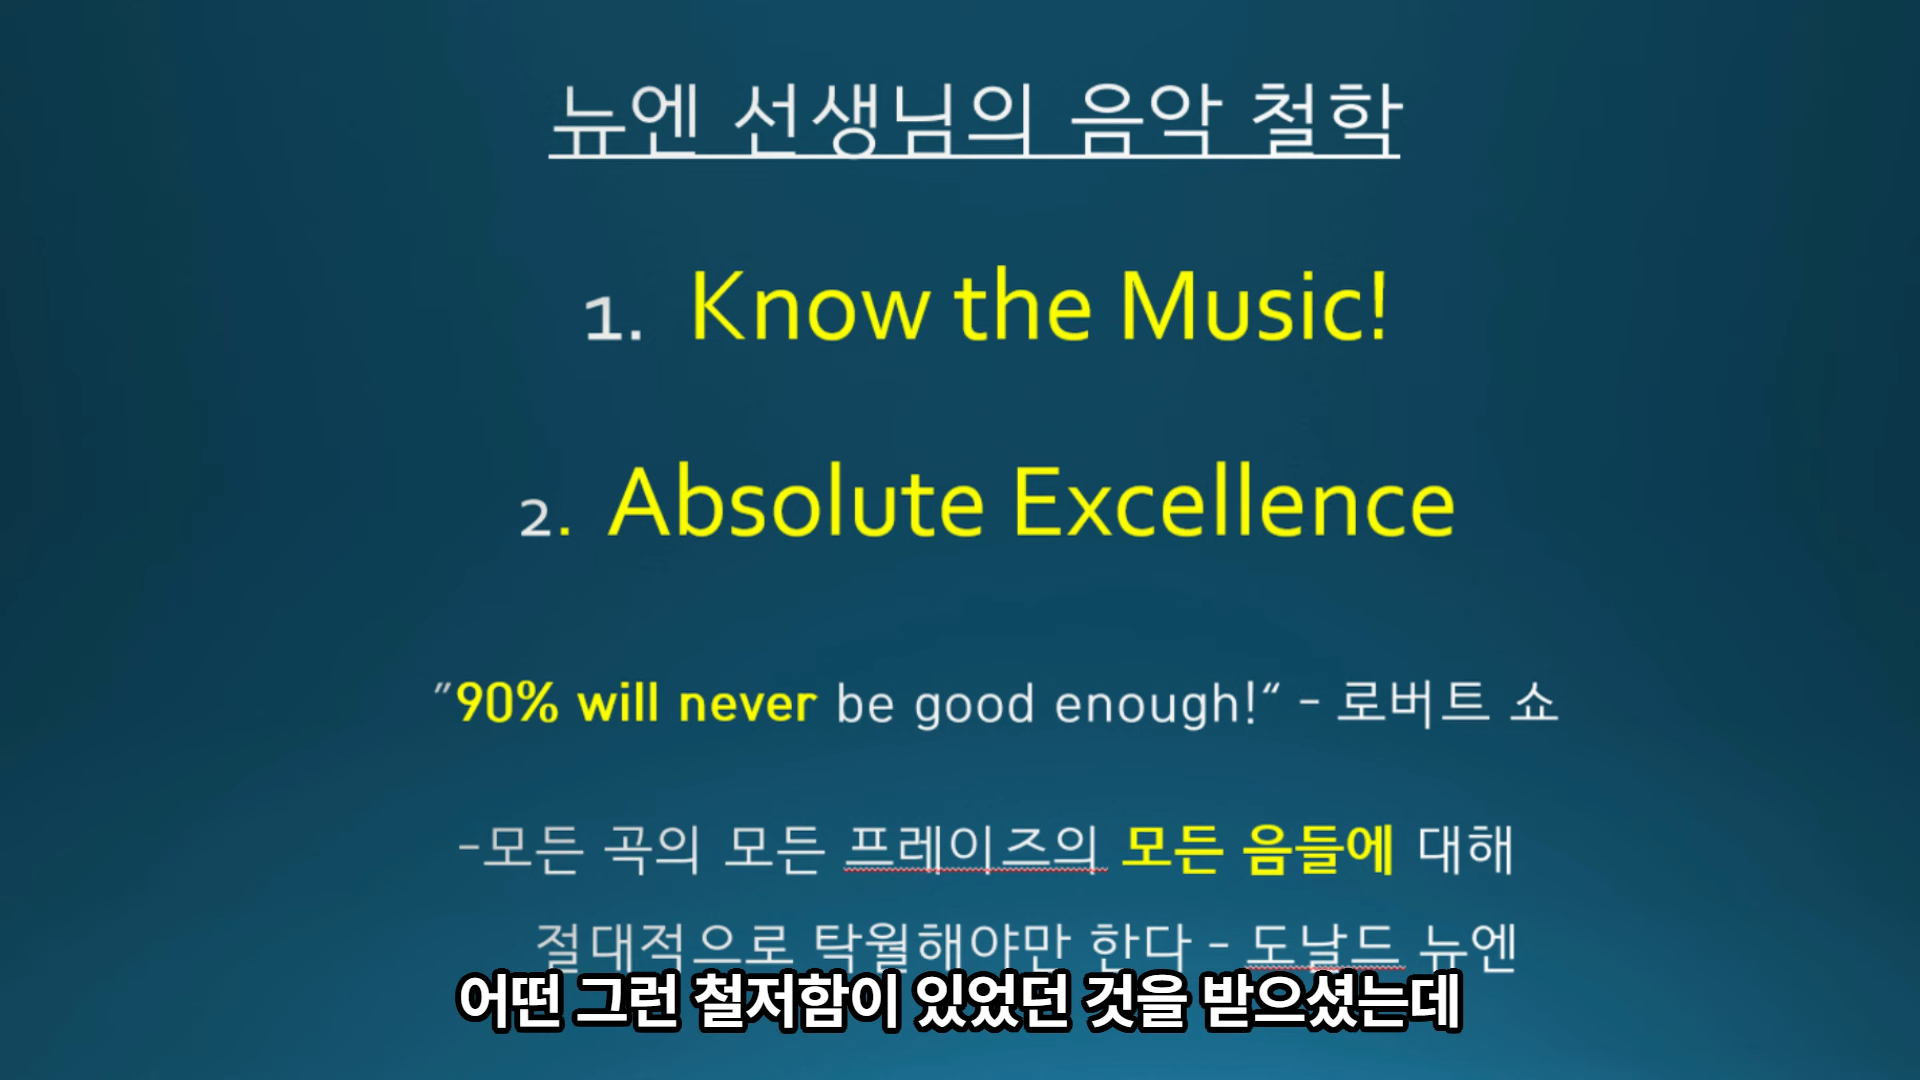 뉴엔 선생님의 음악 철학
1. Know the Music!
2. Absolute Excellence
"90% will never be good enough!“ - 로버트 쇼
-모든 곡의 모든 프레이즈의 모든 음들에 대해
절대적으로 탁월해야만 한다 - 도날드 뉴엔
어떤 그런 철저함이 있었던 것을 받으셨는데